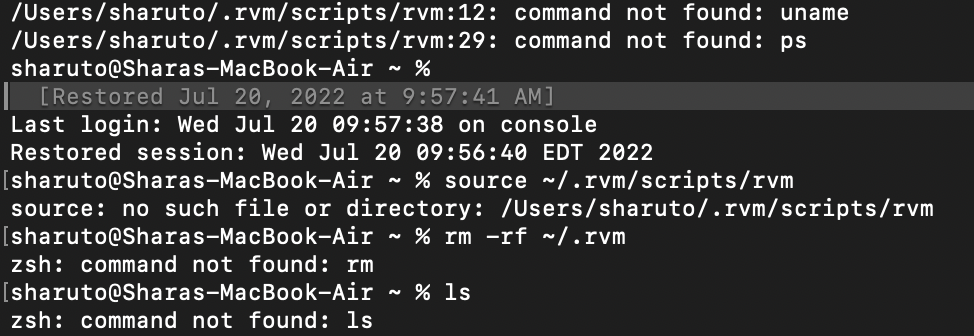 /Users/sharuto/.rvm/scripts/rvm:12: command not found: uname
/Users/sharuto/.rvm/scripts/rvm:29: command not found: ps
sharuto@Sharas-MacBook-Air ~ %
[Restored Jul 20, 2022 at 9:57:41 AM]
Last login: Wed Jul 20 09:57:38 on console
Restored session: Wed Jul 20 09:56:40 EDT 2022
[sharuto@Sharas-MacBook-Air ~ % source ~/.rvm/scripts/rvm
source: no such file or directory: /Users/sharuto/.rvm/scripts/rvm
[sharuto@Sharas-MacBook-Air ~ % rm -rf ~/.rvm
zsh: command not found: rm
[sharuto@Sharas-MacBook-Air ~ % ls
zsh: command not found: ls